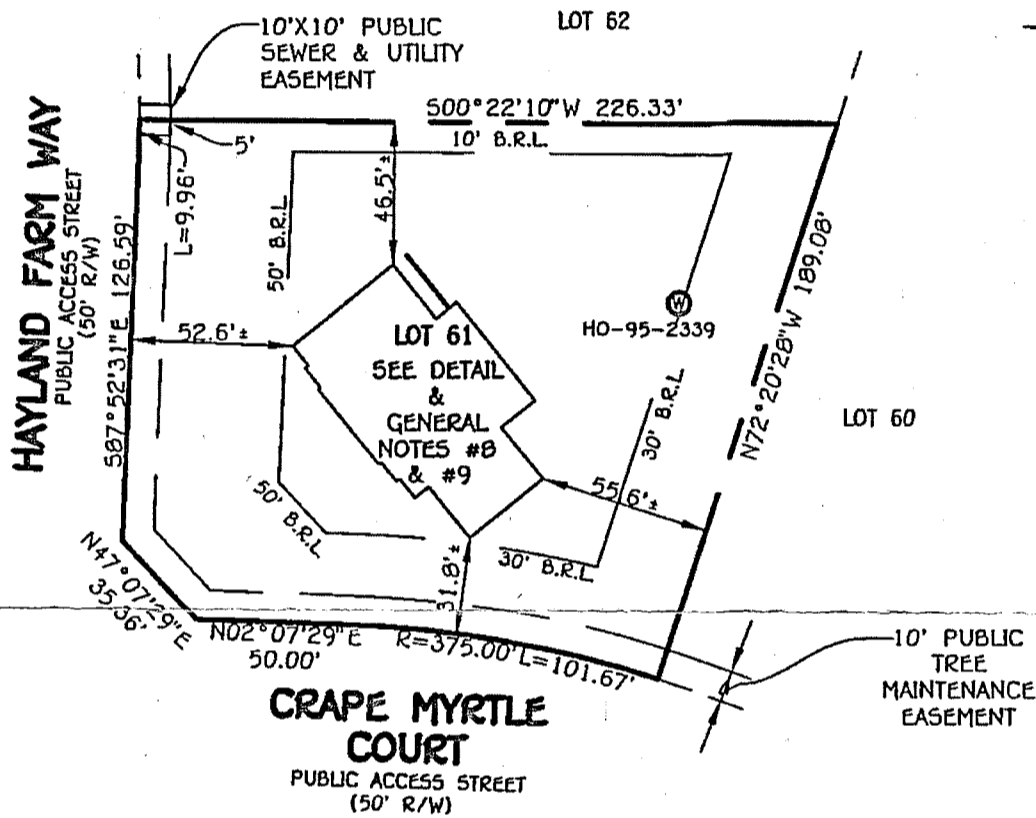 LOT 62
10'X10' PUBLIC
SEWER & UTILITY
EASEMENT
S00°22'10"W 226.33'
10' B.R.L.
5'
L=9.96'
HAYLAND FARM WAY
PUBLIC ACCESS STREET
(50' R/W)
S87°52'31"E 126.59'
50' B.R.L
46.5'±
52.6'±
LOT 61
SEE DETAIL
&
GENERAL
NOTES #8
& #9
W
HO-95-2339
N72°20'28"W 189.08'
LOT 60
30' B.R.L.
55.6'±
50' B.R.L
31.8'±
30' B.R.L
N47°07'29"E
35.36'
N02°07'29"E
50.00'
R=375.00' L=101.67'
10' PUBLIC
TREE
MAINTENANCE
EASEMENT
CRAPE MYRTLE
COURT
PUBLIC ACCESS STREET
(50' R/W)